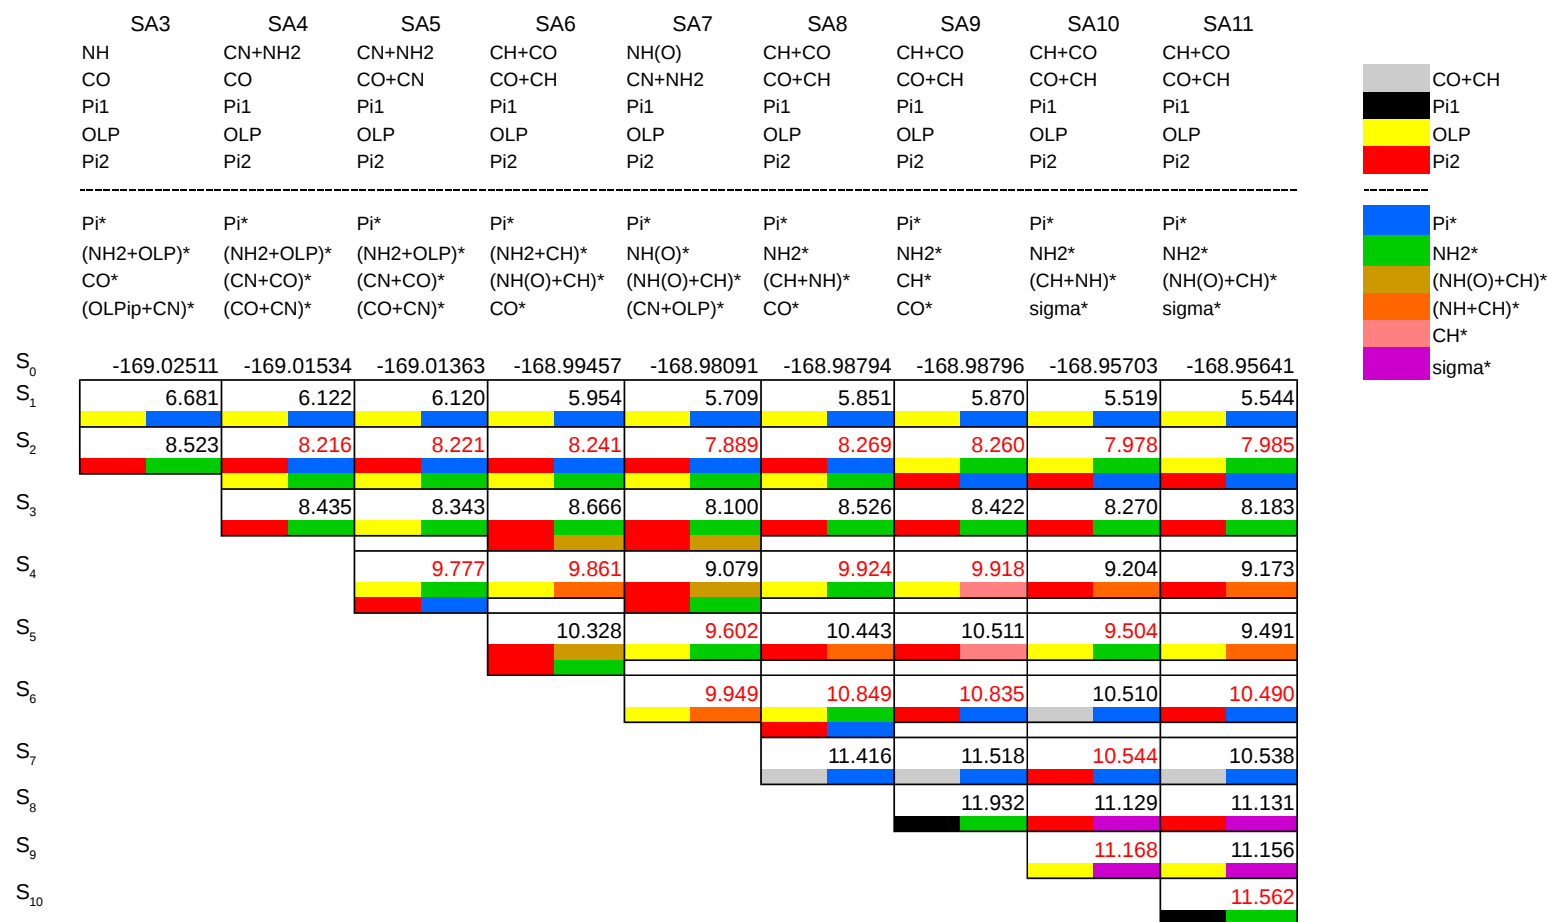 SA3 SA4 SA5 SA6 SA7 SA8 SA9 SA10 SA11
NH CN+NH2 CN+NH2 CH+CO NH(O) CH+CO CH+CO CH+CO CH+CO
CO CO CO+CN CO+CH CN+NH2 CO+CH CO+CH CO+CH CO+CH CO+CH
Pi1 Pi1 Pi1 Pi1 Pi1 Pi1 Pi1 Pi1 Pi1 Pi1
OLP OLP OLP OLP OLP OLP OLP OLP OLP OLP
Pi2 Pi2 Pi2 Pi2 Pi2 Pi2 Pi2 Pi2 Pi2 Pi2
Pi* Pi* Pi* Pi* Pi* Pi* Pi* Pi* Pi* Pi*
(NH2+OLP)* (NH2+OLP)* (NH2+OLP)* (NH2+CH)* NH(O)* NH2* NH2* NH2* NH2* NH2*
CO* (CN+CO)* (CN+CO)* (NH(O)+CH)* (NH(O)+CH)* (CH+NH)* CH* (CH+NH)* (NH(O)+CH)* (NH(O)+CH)*
(OLPip+CN)* (CO+CN)* (CO+CN)* CO* (CN+OLP)* CO* CO* sigma* sigma* (NH+CH)*
CH*
sigma*
S0 -169.02511 -169.01534 -169.01363 -168.99457 -168.98091 -168.98794 -168.98796 -168.95703 -168.95641
S1 6.681 6.122 6.120 5.954 5.709 5.851 5.870 5.519 5.544
S2 8.523 8.216 8.221 8.241 7.889 8.269 8.260 7.978 7.985
S3 8.435 8.343 8.666 8.100 8.526 8.422 8.270 8.183
S4 9.777 9.861 9.079 9.924 9.918 9.204 9.173
S5 10.328 9.602 10.443 10.511 9.504 9.491
S6 9.949 10.849 10.835 10.510 10.490
S7 11.416 11.518 10.544 10.538
S8 11.932 11.129 11.131
S9 11.168 11.156
S10 11.562